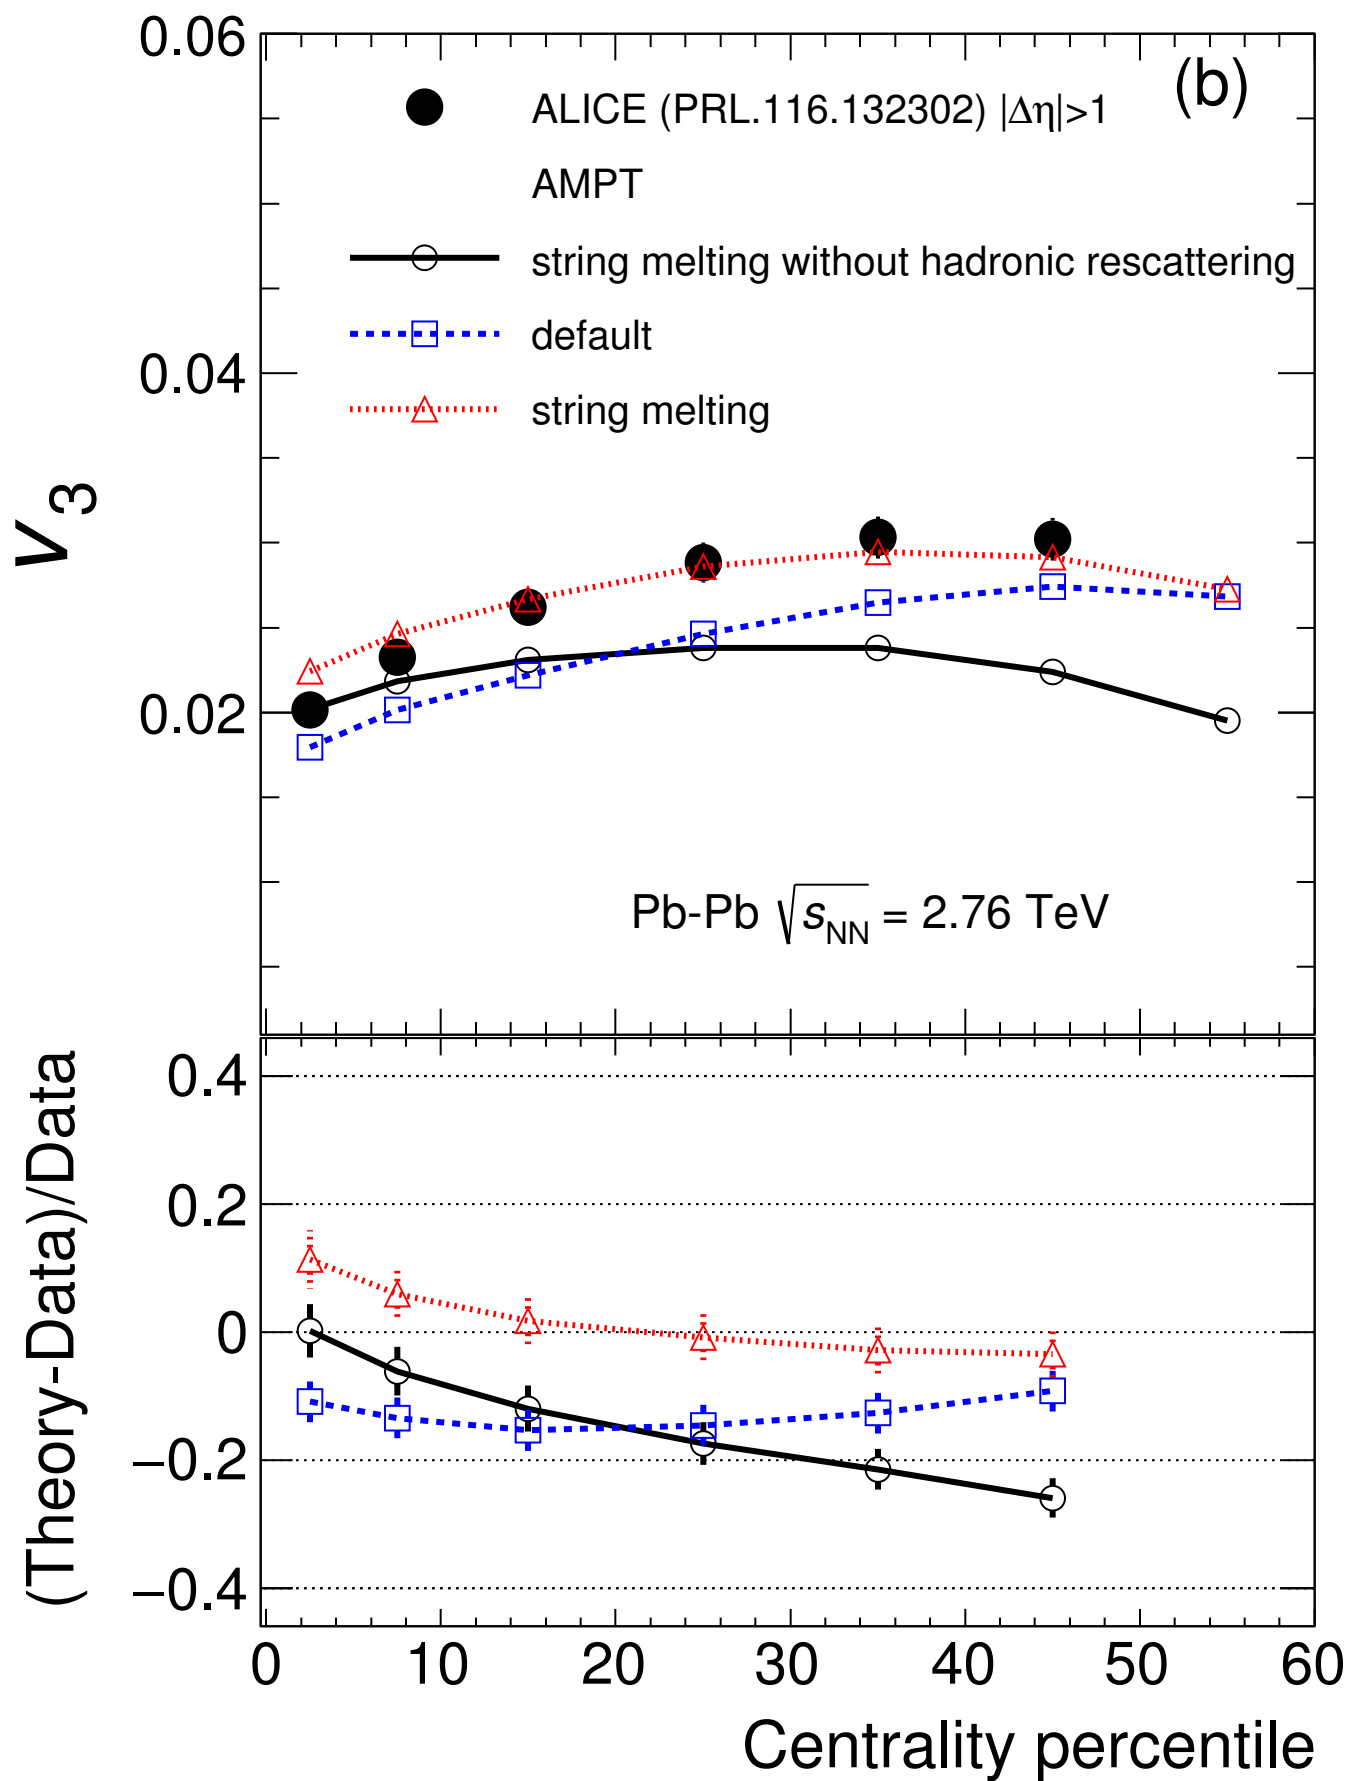 0.06
(b)
ALICE (PRL.116.132302) |Δη|>1
AMPT
string melting without hadronic rescattering
default
string melting
0.04
0.02
v3
Pb-Pb √sNN = 2.76 TeV
0.4
0.2
0
−0.2
−0.4
(Theory-Data)/Data
0 10 20 30 40 50 60
Centrality percentile